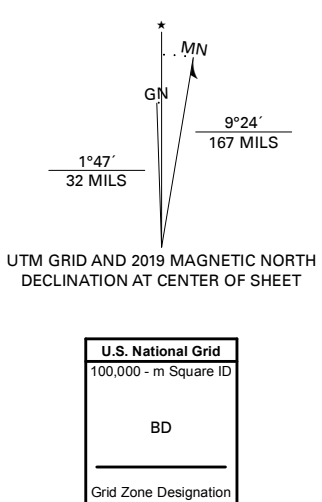 ★
MN
GN
9°24´
167 MILS
1°47´
32 MILS
UTM GRID AND 2019 MAGNETIC NORTH
DECLINATION AT CENTER OF SHEET
U.S. National Grid
100,000 - m Square ID
BD
Grid Zone Designation